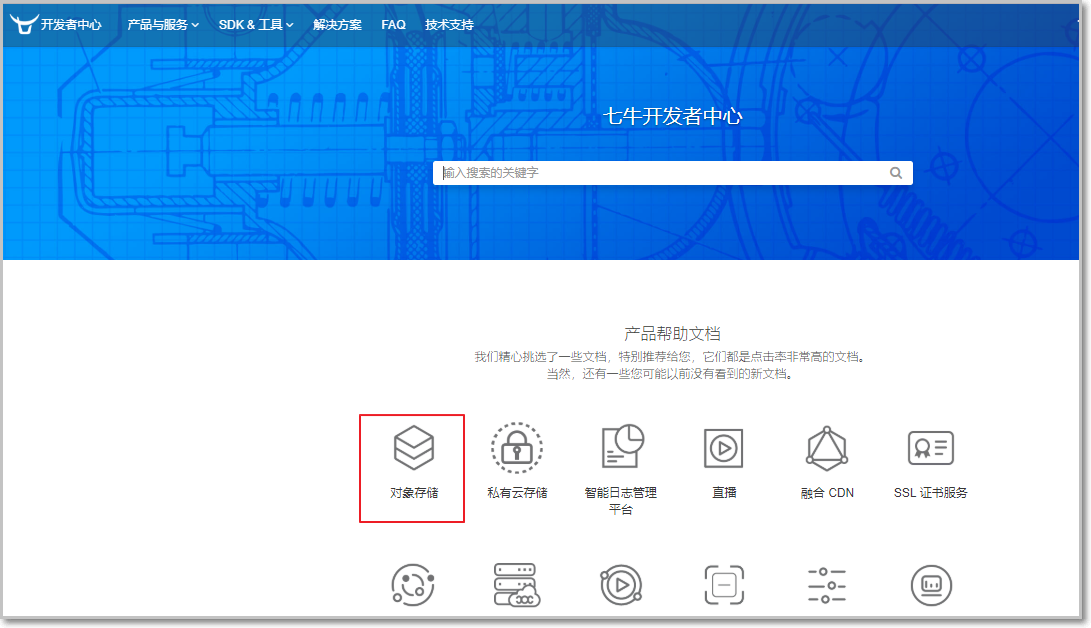 开发者中心 产品与服务 SDK & 工具 解决方案 FAQ 技术支持
七牛开发者中心
输入搜索的关键字
产品帮助文档
我们精心挑选了一些文档，特别推荐给您，它们都是点击率非常高的文档。
当然，还有一些您可能以前没有看到的新文档。
对象存储 私有云存储 智能日志管理 直播 融合 CDN SSL 证书服务
平台